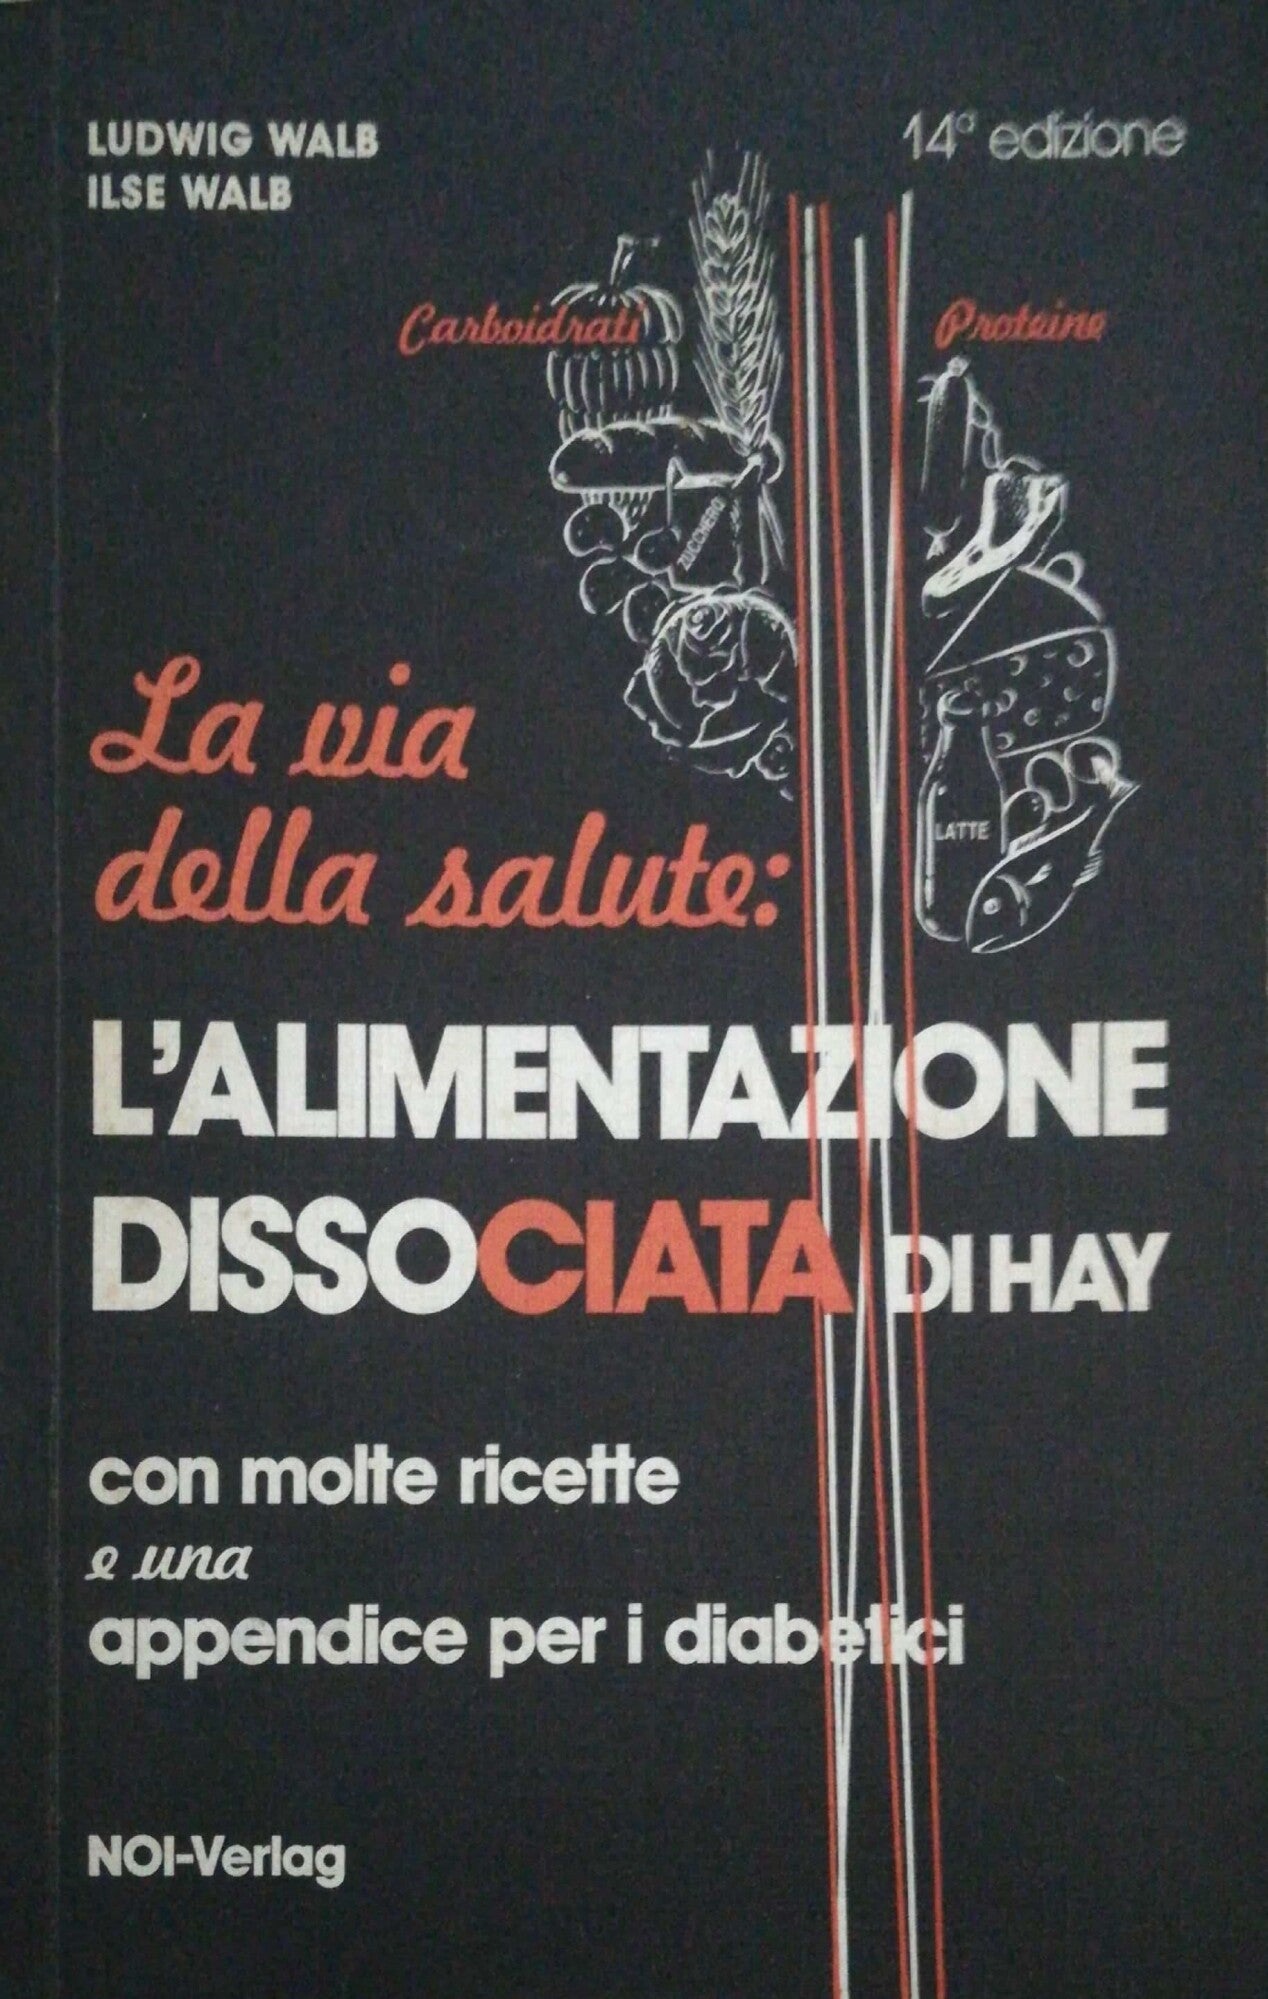 LUDWIG WALB
ILSE WALB
14ª edizione
Carboidrati
Proteine
ZUCCHERO
LATTE
La via
della salute:
L'ALIMENTAZIONE
DISSOCIATA DI HAY
con molte ricette
e una
appendice per i diabetici
NOI-Verlag